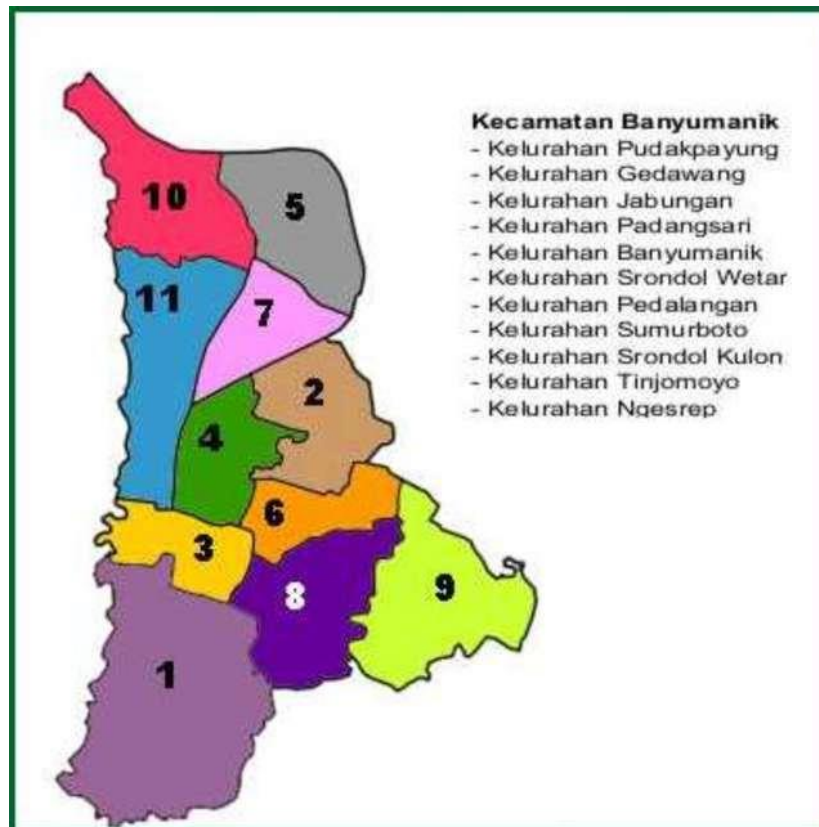 Kecamatan Banyumanik
- Kelurahan Pudakpayung
- Kelurahan Gedawang
- Kelurahan Jabungan
- Kelurahan Padangsari
- Kelurahan Banyumanik
- Kelurahan Srondol Wetar
- Kelurahan Pedalangan
- Kelurahan Sumurboto
- Kelurahan Srondol Kulon
- Kelurahan Tinjomoyo
- Kelurahan Ngesrep
10
5
11
7
2
4
6
3
8
9
1